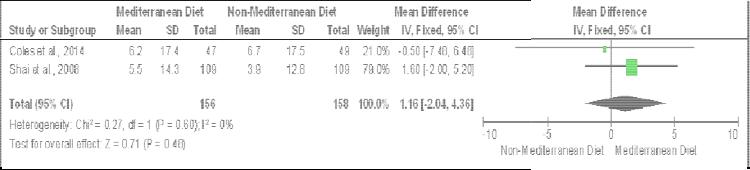 Mediterranean Diet Non-Mediterranean Diet Mean Difference Mean Difference
Study or Subgroup Mean SD Total Mean SD Total Weight IV, Fixed, 95% CI IV, Fixed, 95% CI
Coles et al., 2014 6.2 17.4 47 6.7 17.5 49 21.0% -0.50 [-7.48, 6.48]
Shai et al., 2008 5.5 14.3 109 3.9 12.8 109 79.0% 1.60 [-2.00, 5.20]
Total (95% CI) 156 158 100.0% 1.16 [-2.04, 4.36]
Heterogeneity: Chi² = 0.27, df = 1 (P = 0.60); I² = 0%
Test for overall effect: Z = 0.71 (P = 0.48)
-10 -5 0 5 10
Non-Mediterranean Diet Mediterranean Diet